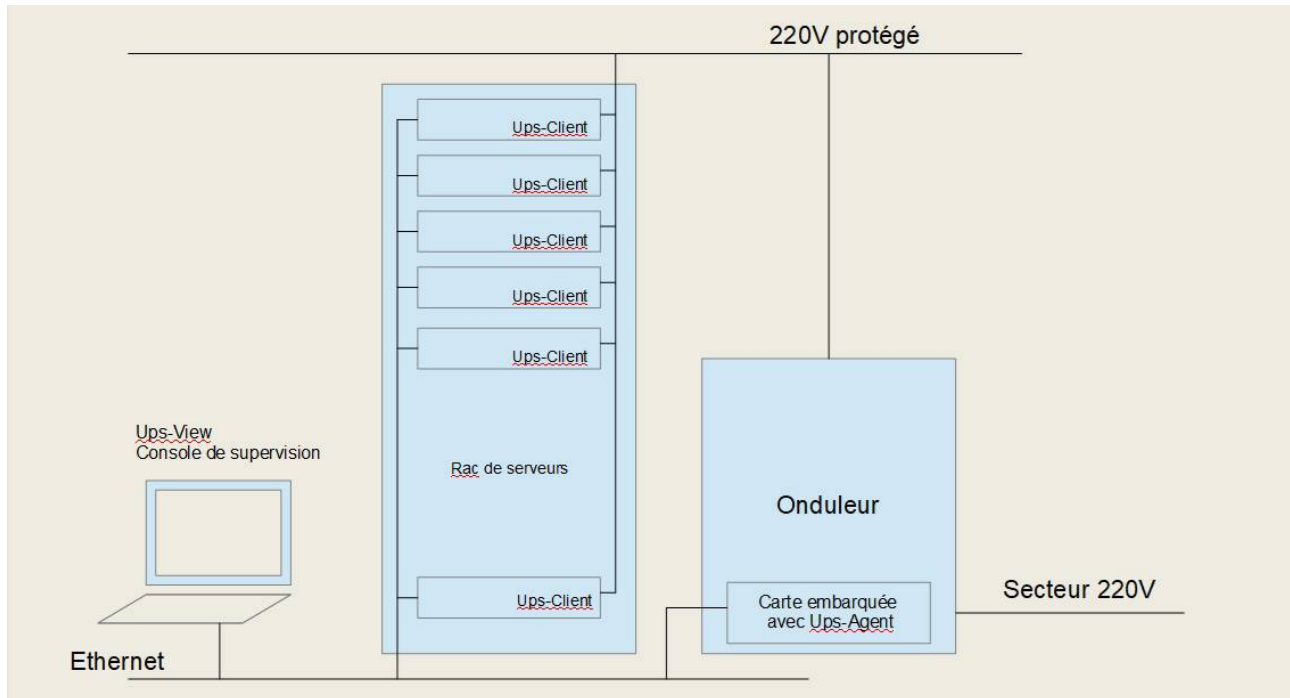 220V protégé
Ups-Client
Ups-Client
Ups-Client
Ups-Client
Ups-Client
Ups-View
Console de supervision
Rac de serveurs
Onduleur
Ups-Client
Carte embarquée
avec Ups-Agent
Secteur 220V
Ethernet